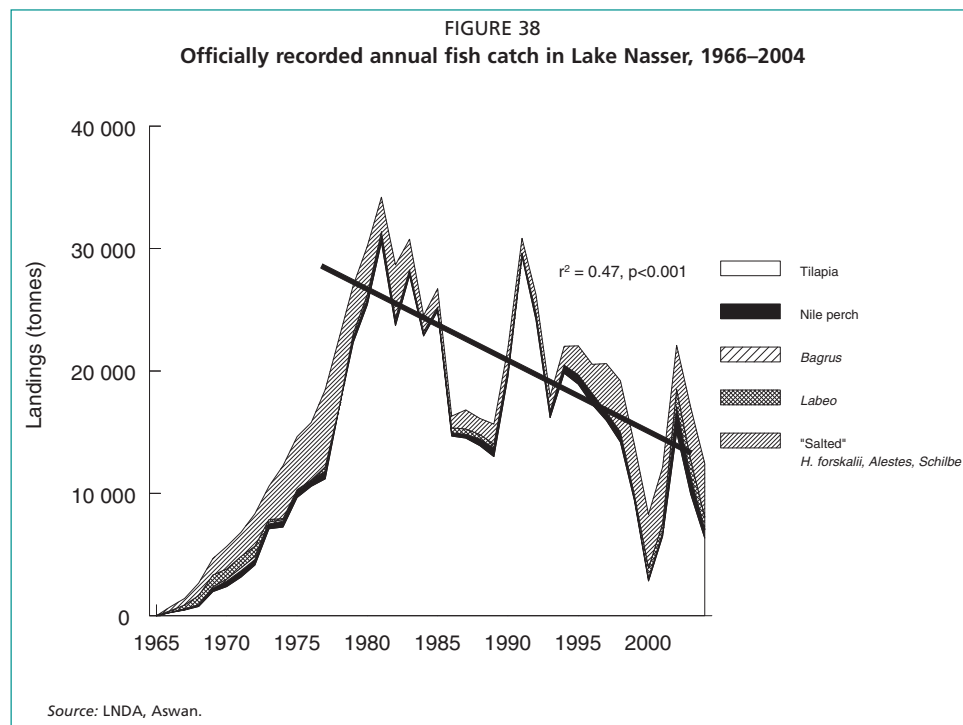 FIGURE 38
Officially recorded annual fish catch in Lake Nasser, 1966–2004
40 000
30 000
20 000
10 000
0
Landings (tonnes)
1965 1970 1975 1980 1985 1990 1995 2000
r² = 0.47, p<0.001
Tilapia
Nile perch
Bagrus
Labeo
"Salted"
H. forskalii, Alestes, Schilbe
Source: LNDA, Aswan.